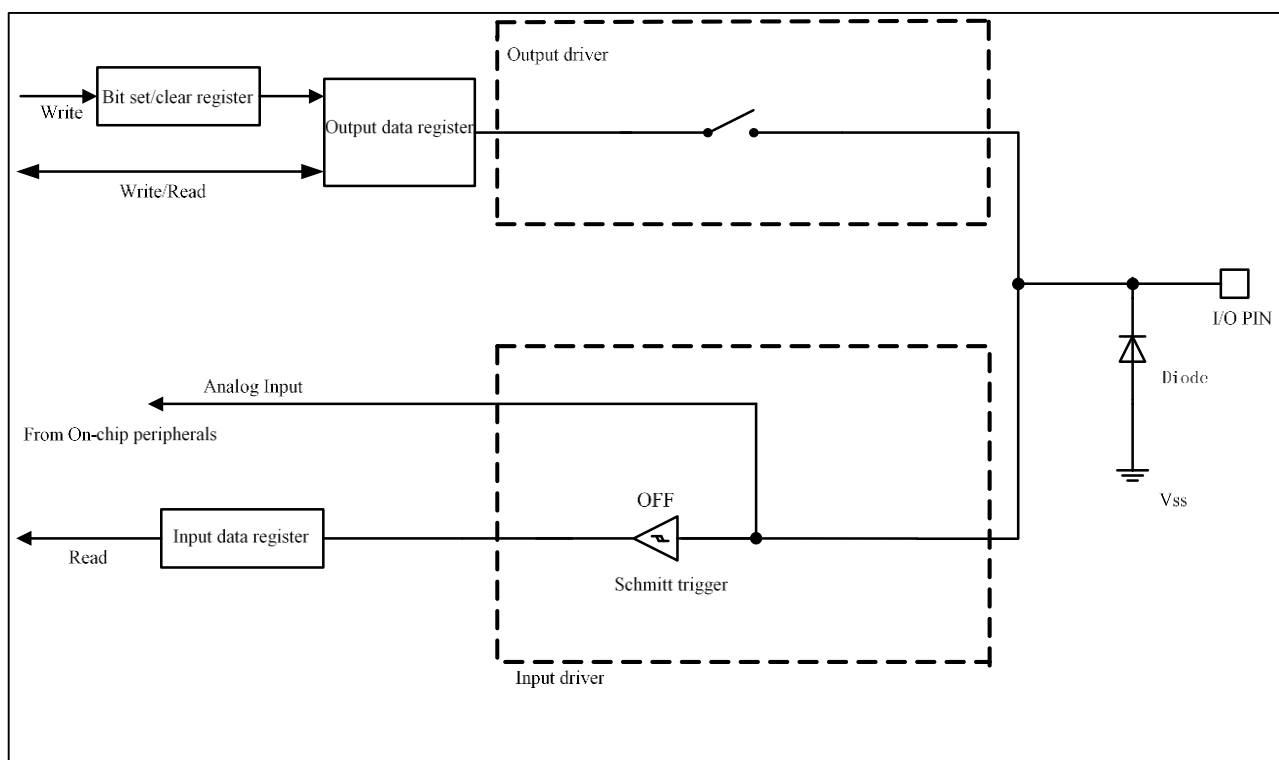 Output driver
Bit set/clear register
Write
Output data register
Write/Read
I/O PIN
Diode
Vss
Analog Input
From On-chip peripherals
OFF
Input data register
Read
Schmitt trigger
Input driver